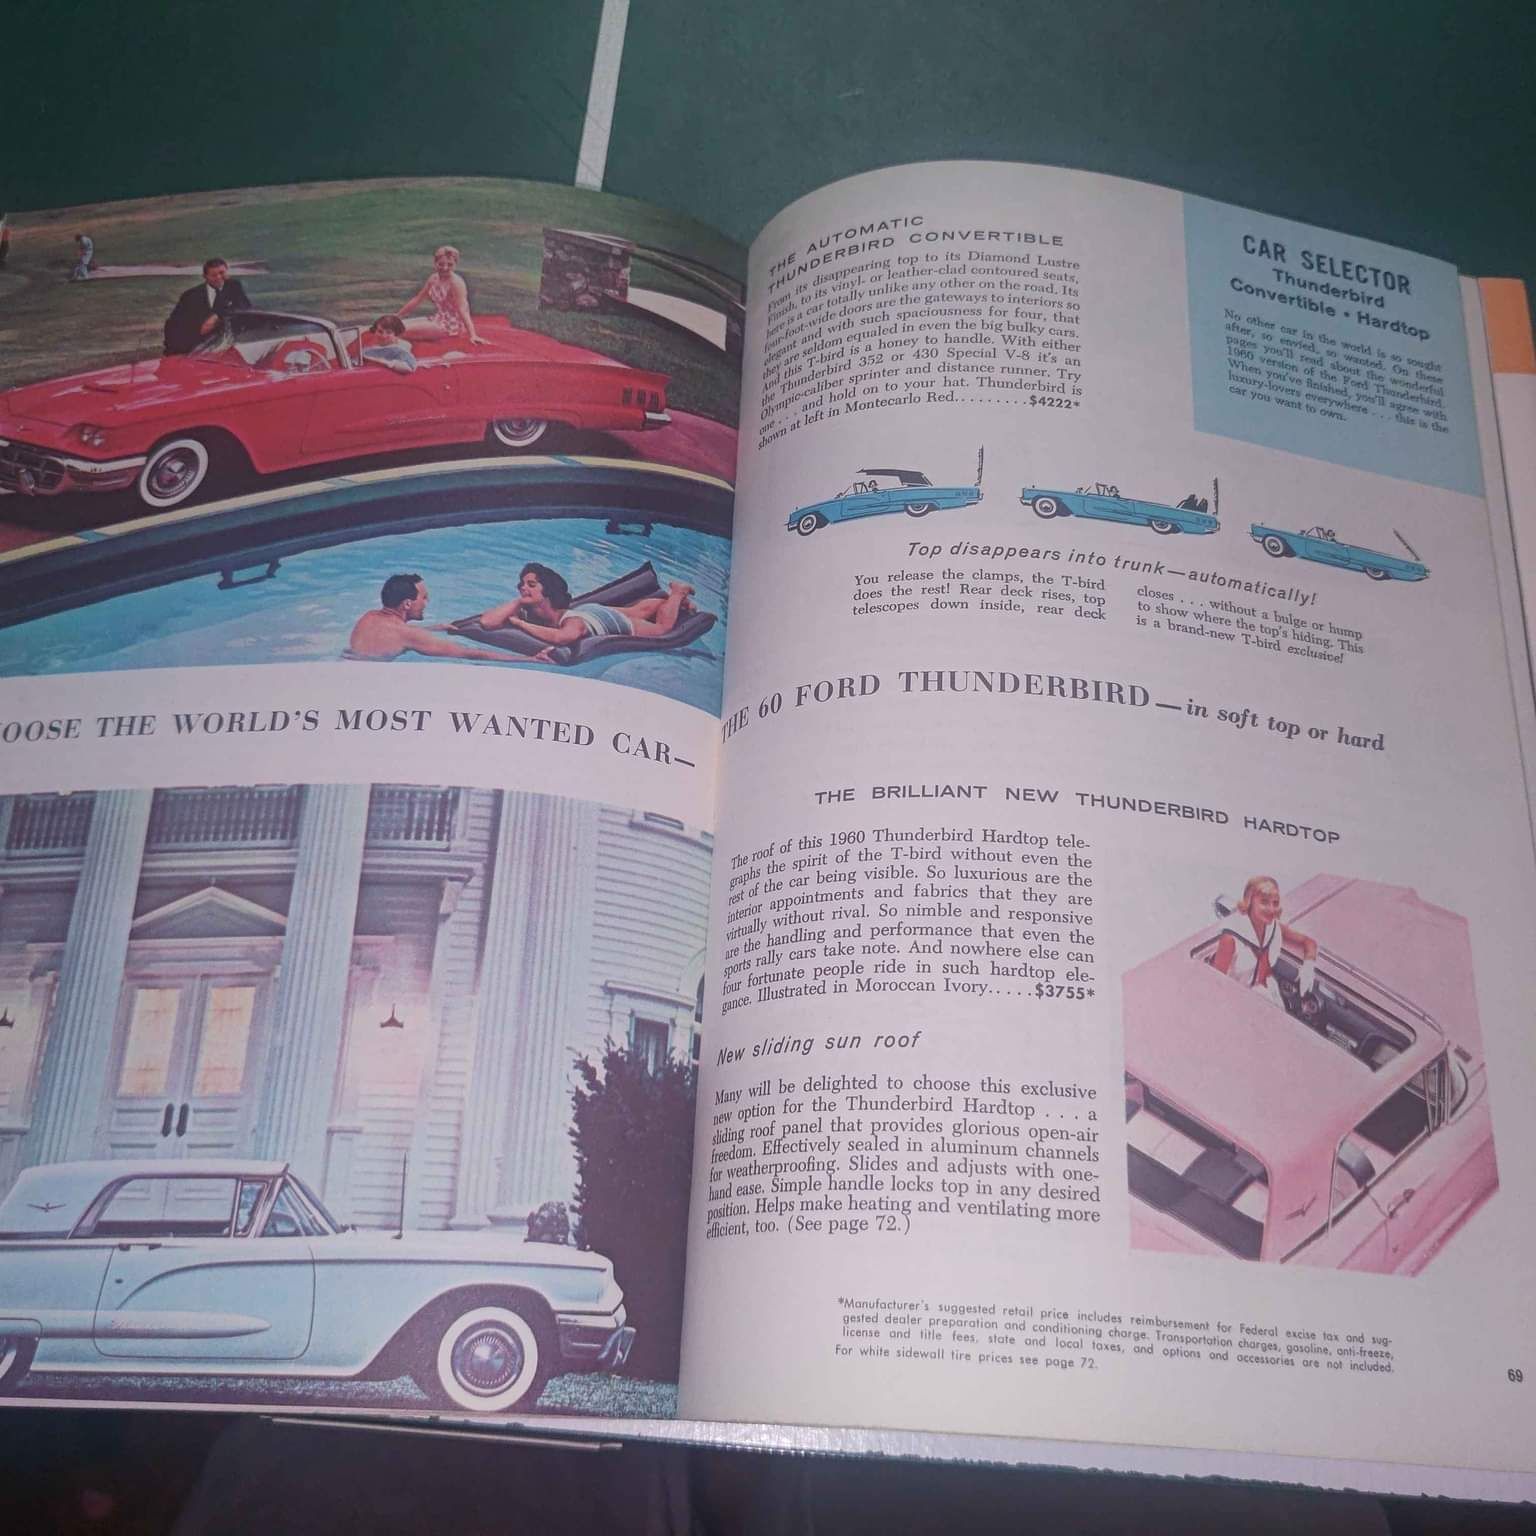 OOSE THE WORLD'S MOST WANTED CAR—
THE AUTOMATIC
THUNDERBIRD CONVERTIBLE
From its disappearing top to its Diamond Lustre
Finish, to its vinyl- or leather-clad contoured seats,
here is a car totally unlike any other on the road. Its
four-foot-wide doors are the gateways to interiors so
elegant and with such spaciousness for four, that
they are seldom equaled in even the big bulky cars.
And this T-bird is a honey to handle. With either
the Thunderbird 352 or 430 Special V-8 it's an
Olympic-caliber sprinter and distance runner. Try
one . . . and hold on to your hat. Thunderbird is
shown at left in Montecarlo Red.........$4222*
CAR SELECTOR
Thunderbird
Convertible • Hardtop
No other car in the world is so sought
after, so envied, so wanted. On these
pages you'll read about the wonderful
1960 version of the Ford Thunderbird.
When you've finished, you'll agree with
luxury-lovers everywhere . . . this is the
car you want to own.
Top disappears into trunk—automatically!
You release the clamps, the T-bird
does the rest! Rear deck rises, top
telescopes down inside, rear deck
closes . . . without a bulge or hump
to show where the top's hiding. This
is a brand-new T-bird exclusive!
THE 60 FORD THUNDERBIRD—in soft top or hard
THE BRILLIANT NEW THUNDERBIRD HARDTOP
The roof of this 1960 Thunderbird Hardtop tele-
graphs the spirit of the T-bird without even the
rest of the car being visible. So luxurious are the
interior appointments and fabrics that they are
virtually without rival. So nimble and responsive
are the handling and performance that even the
sports rally cars take note. And nowhere else can
four fortunate people ride in such hardtop ele-
gance. Illustrated in Moroccan Ivory.....$3755*
New sliding sun roof
Many will be delighted to choose this exclusive
new option for the Thunderbird Hardtop . . . a
sliding roof panel that provides glorious open-air
freedom. Effectively sealed in aluminum channels
for weatherproofing. Slides and adjusts with one-
hand ease. Simple handle locks top in any desired
position. Helps make heating and ventilating more
efficient, too. (See page 72.)
*Manufacturer's suggested retail price includes reimbursement for Federal excise tax and sug-
gested dealer preparation and conditioning charge. Transportation charges, gasoline, anti-freeze,
license and title fees, state and local taxes, and options and accessories are not included.
For white sidewall tire prices see page 72.
69